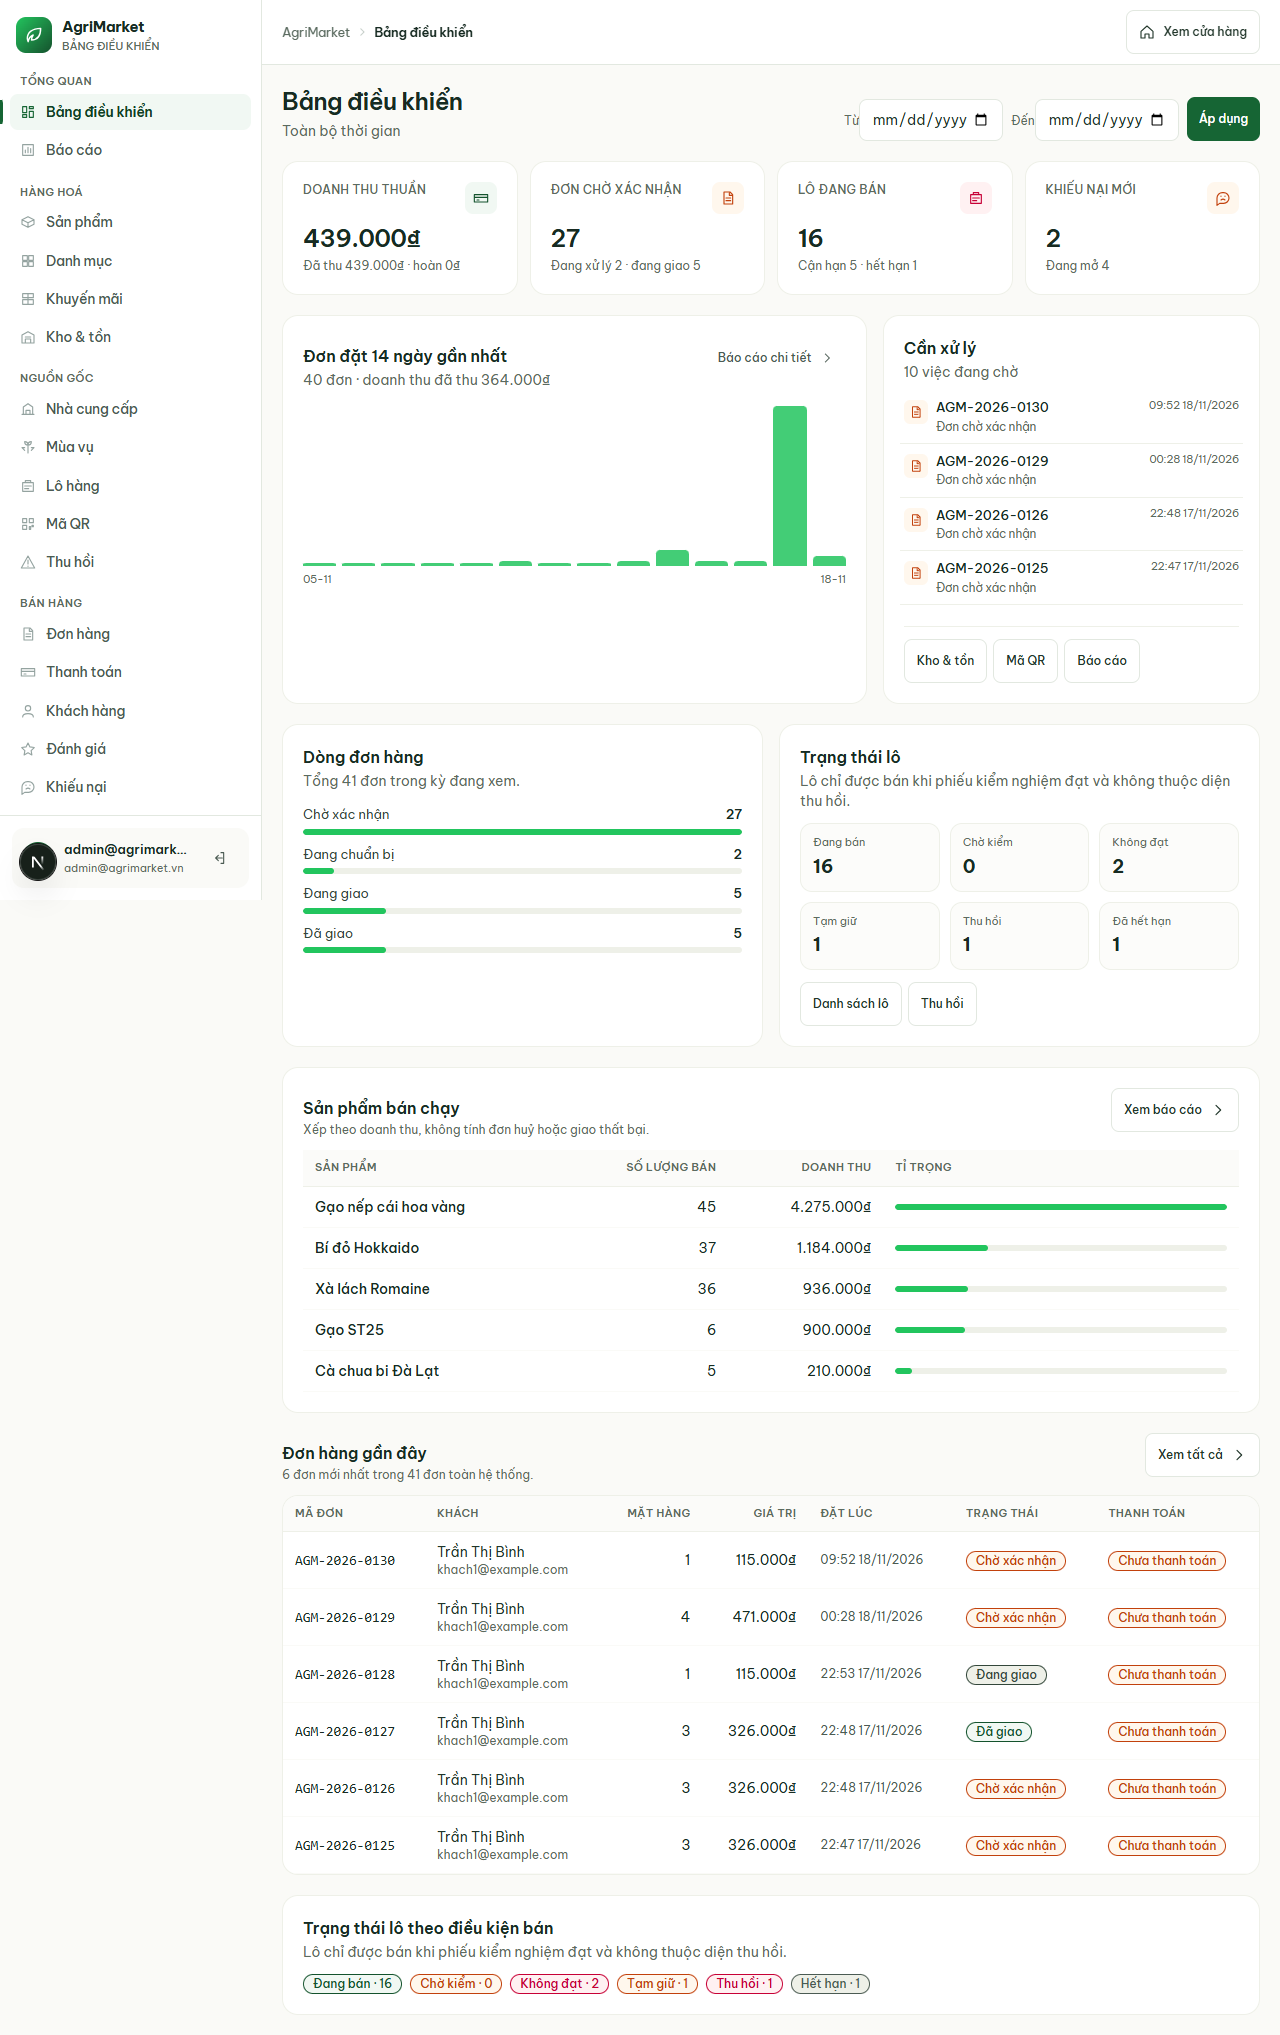 AgriMarket
BẢNG ĐIỀU KHIỂN
TỔNG QUAN
Bảng điều khiển
Báo cáo
HÀNG HOÁ
Sản phẩm
Danh mục
Khuyến mãi
Kho & tồn
NGUỒN GỐC
Nhà cung cấp
Mùa vụ
Lô hàng
Mã QR
Thu hồi
BÁN HÀNG
Đơn hàng
Thanh toán
Khách hàng
Đánh giá
Khiếu nại
N
admin@agrimark...
admin@agrimarket.vn
AgriMarket > Bảng điều khiển
Xem cửa hàng
Bảng điều khiển
Toàn bộ thời gian
Từ mm/dd/yyyy Đến mm/dd/yyyy Áp dụng
DOANH THU THUẦN
439.000₫
Đã thu 439.000₫ · hoàn 0₫
ĐƠN CHỜ XÁC NHẬN
27
Đang xử lý 2 · đang giao 5
LÔ ĐANG BÁN
16
Cận hạn 5 · hết hạn 1
KHIẾU NẠI MỚI
2
Đang mở 4
Đơn đặt 14 ngày gần nhất
40 đơn · doanh thu đã thu 364.000₫
Báo cáo chi tiết
05-11 18-11
Cần xử lý
10 việc đang chờ
AGM-2026-0130 09:52 18/11/2026
Đơn chờ xác nhận
AGM-2026-0129 00:28 18/11/2026
Đơn chờ xác nhận
AGM-2026-0126 22:48 17/11/2026
Đơn chờ xác nhận
AGM-2026-0125 22:47 17/11/2026
Đơn chờ xác nhận
Kho & tồn Mã QR Báo cáo
Dòng đơn hàng
Tổng 41 đơn trong kỳ đang xem.
Chờ xác nhận 27
Đang chuẩn bị 2
Đang giao 5
Đã giao 5
Trạng thái lô
Lô chỉ được bán khi phiếu kiểm nghiệm đạt và không thuộc diện
thu hồi.
Đang bán
16
Chờ kiểm
0
Không đạt
2
Tạm giữ
1
Thu hồi
1
Đã hết hạn
1
Danh sách lô Thu hồi
Sản phẩm bán chạy
Xếp theo doanh thu, không tính đơn huỷ hoặc giao thất bại.
Xem báo cáo
SẢN PHẨM SỐ LƯỢNG BÁN DOANH THU TỈ TRỌNG
Gạo nếp cái hoa vàng 45 4.275.000₫
Bí đỏ Hokkaido 37 1.184.000₫
Xà lách Romaine 36 936.000₫
Gạo ST25 6 900.000₫
Cà chua bi Đà Lạt 5 210.000₫
Đơn hàng gần đây
6 đơn mới nhất trong 41 đơn toàn hệ thống.
Xem tất cả
MÃ ĐƠN KHÁCH MẶT HÀNG GIÁ TRỊ ĐẶT LÚC TRẠNG THÁI THANH TOÁN
AGM-2026-0130 Trần Thị Bình 1 115.000₫ 09:52 18/11/2026 Chờ xác nhận Chưa thanh toán
khach1@example.com
AGM-2026-0129 Trần Thị Bình 4 471.000₫ 00:28 18/11/2026 Chờ xác nhận Chưa thanh toán
khach1@example.com
AGM-2026-0128 Trần Thị Bình 1 115.000₫ 22:53 17/11/2026 Đang giao Chưa thanh toán
khach1@example.com
AGM-2026-0127 Trần Thị Bình 3 326.000₫ 22:48 17/11/2026 Đã giao Chưa thanh toán
khach1@example.com
AGM-2026-0126 Trần Thị Bình 3 326.000₫ 22:48 17/11/2026 Chờ xác nhận Chưa thanh toán
khach1@example.com
AGM-2026-0125 Trần Thị Bình 3 326.000₫ 22:47 17/11/2026 Chờ xác nhận Chưa thanh toán
khach1@example.com
Trạng thái lô theo điều kiện bán
Lô chỉ được bán khi phiếu kiểm nghiệm đạt và không thuộc diện thu hồi.
Đang bán · 16 Chờ kiểm · 0 Không đạt · 2 Tạm giữ · 1 Thu hồi · 1 Hết hạn · 1